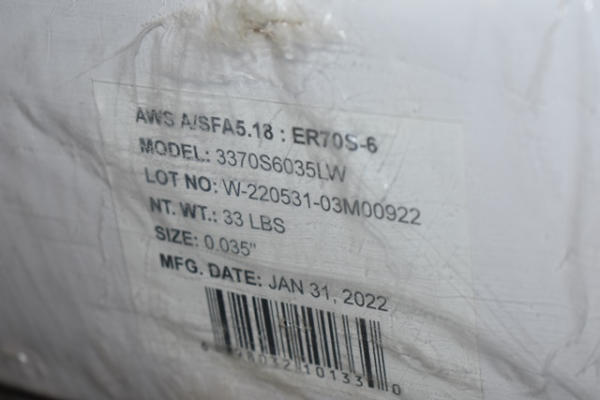 AWS A/SFA5.18 : ER70S-6
MODEL: 3370S6035LW
LOT NO: W-220531-03M00922
NT. WT.: 33 LBS
SIZE: 0.035"
MFG. DATE: JAN 31, 2022